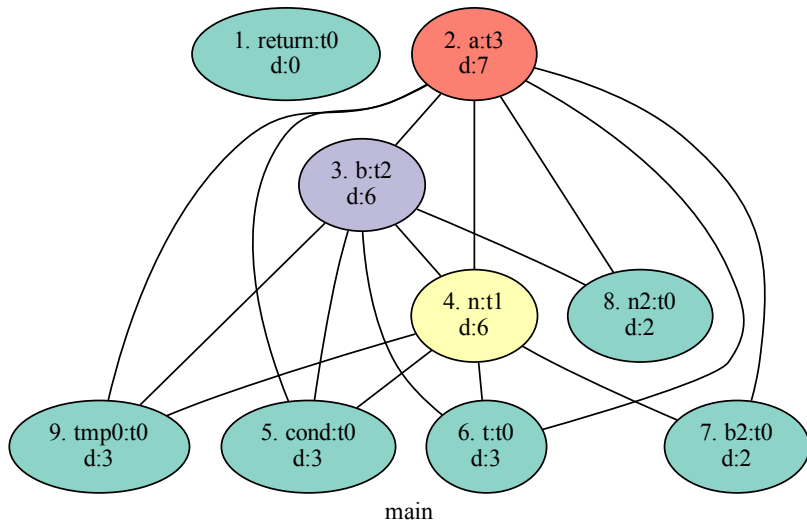 1. return:t0
d:0
2. a:t3
d:7
3. b:t2
d:6
4. n:t1
d:6
8. n2:t0
d:2
9. tmp0:t0
d:3
5. cond:t0
d:3
6. t:t0
d:3
7. b2:t0
d:2
main